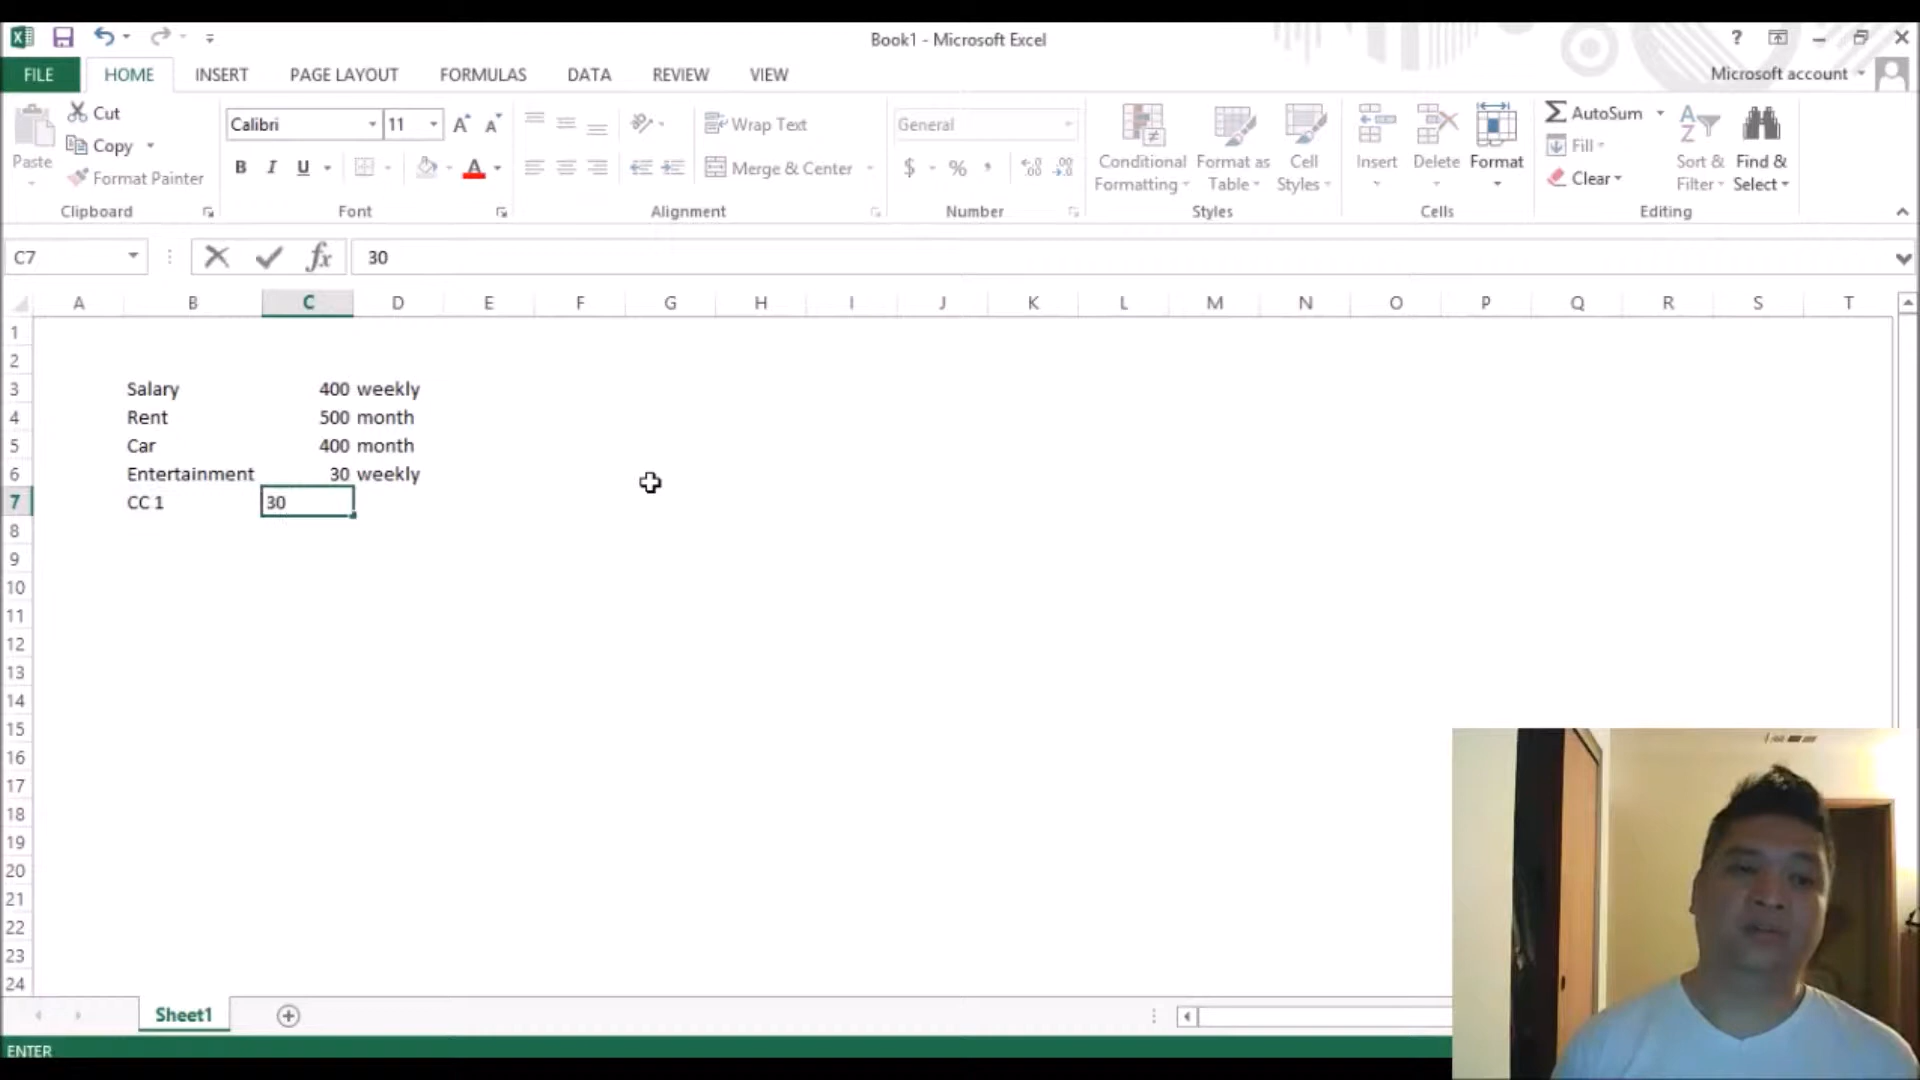 Book1 - Microsoft Excel
?
FILE HOME INSERT PAGE LAYOUT FORMULAS DATA REVIEW VIEW Microsoft account
Paste
Cut
Copy
Format Painter
Clipboard
Calibri 11
B I U
Font
Wrap Text
Merge & Center
Alignment
General
$ % ,
Number
Conditional Formatting
Format as Table
Cell Styles
Styles
Insert
Delete
Format
Cells
AutoSum
Fill
Clear
Sort & Filter
Find & Select
Editing
C7 fx 30
A B C D E F G H I J K L M N O P Q R S T
1
2
3 Salary 400 weekly
4 Rent 500 month
5 Car 400 month
6 Entertainment 30 weekly
7 CC 1 30
8
9
10
11
12
13
14
15
16
17
18
19
20
21
22
23
24
Sheet1
ENTER